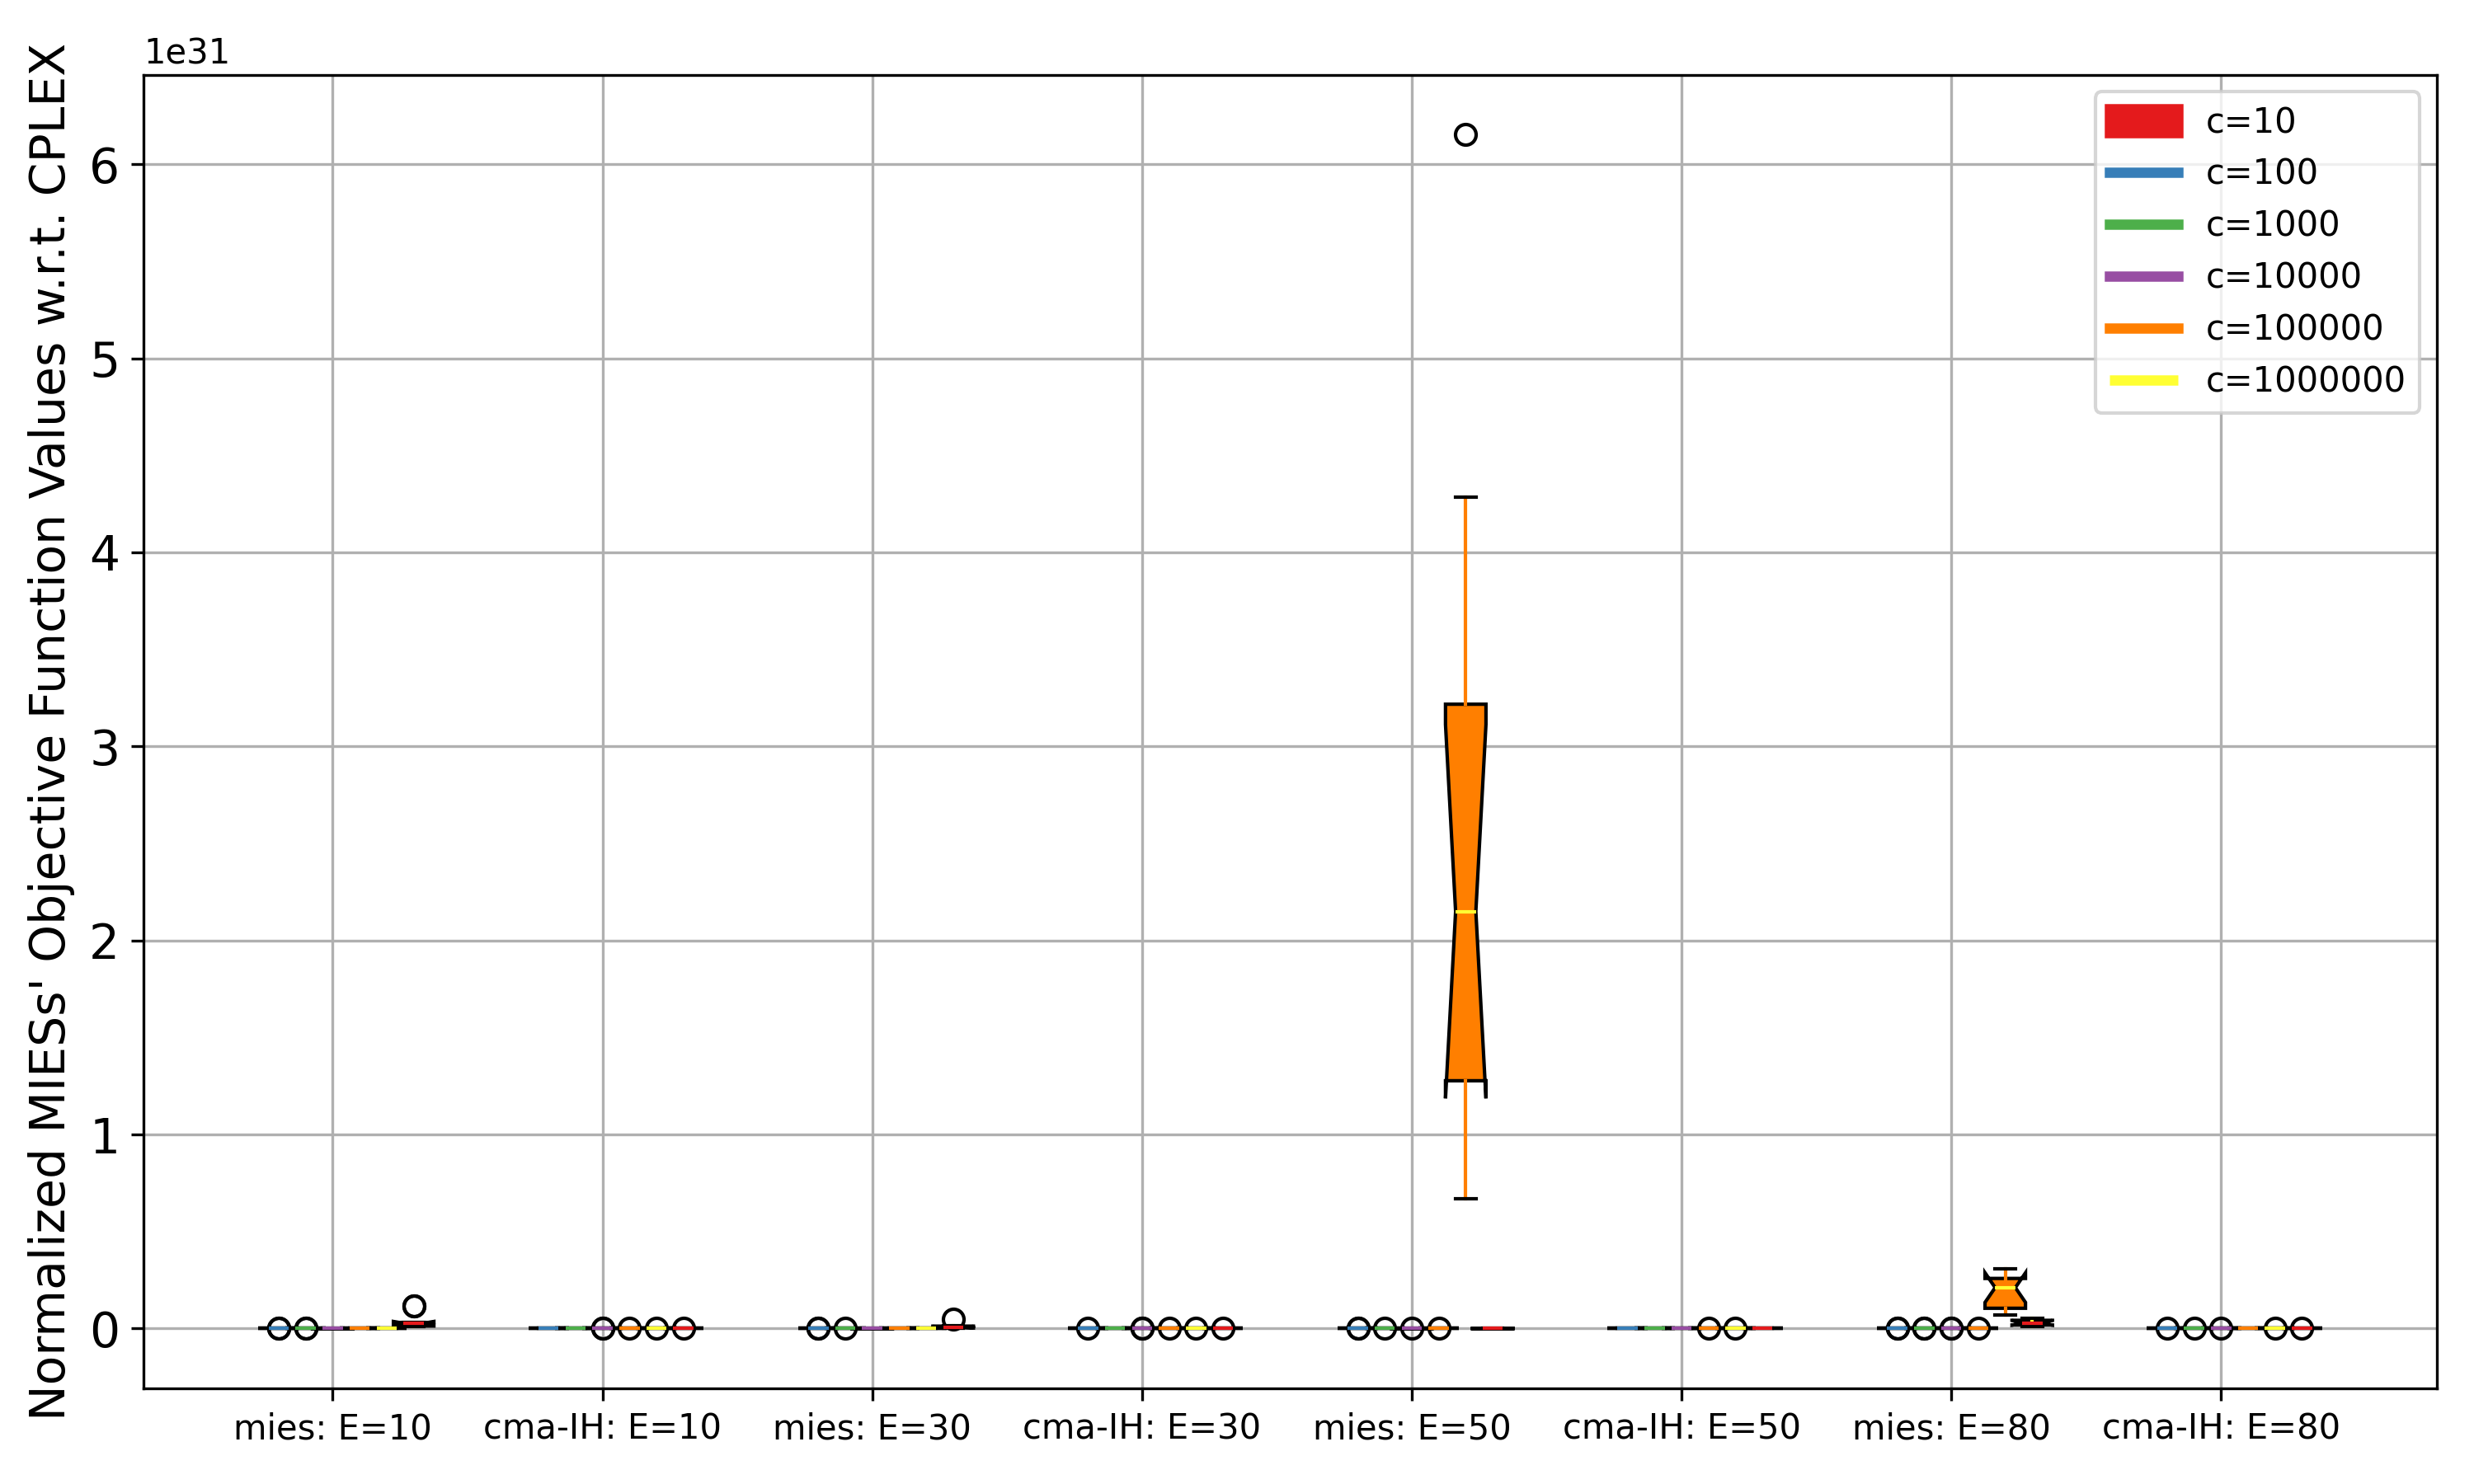 Normalized MIESs' Objective Function Values w.r.t. CPLEX
1e31
6
5
4
3
2
1
0
c=10
c=100
c=1000
c=10000
c=100000
c=1000000
mies: E=10
cma-IH: E=10
mies: E=30
cma-IH: E=30
mies: E=50
cma-IH: E=50
mies: E=80
cma-IH: E=80